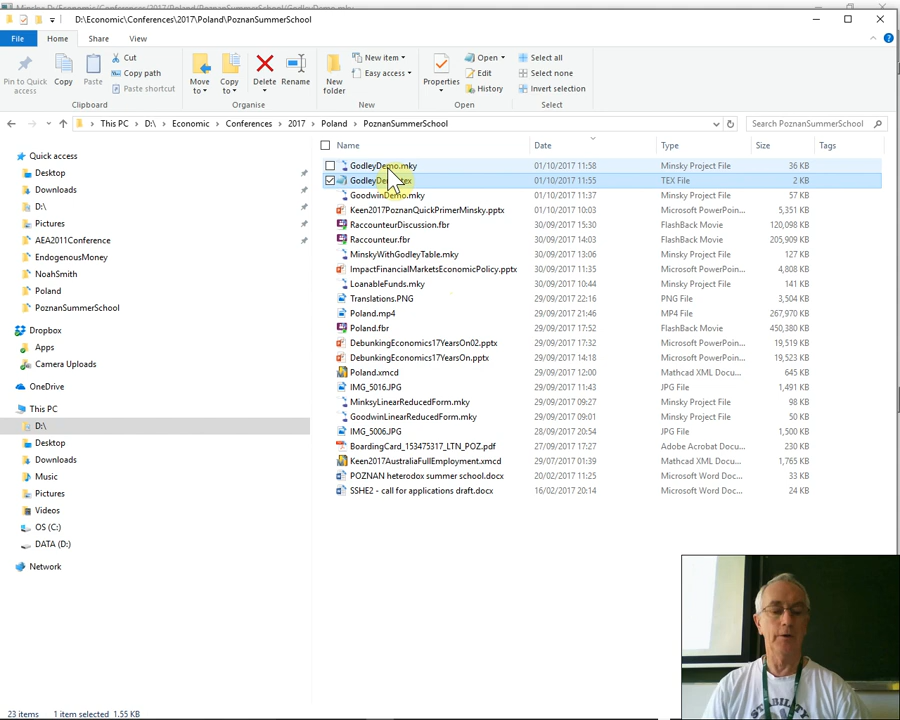 D:\Economic\Conferences\2017\Poland\PoznanSummerSchool
File Home Share View
Pin to Quick access
Copy
Paste
Cut
Copy path
Paste shortcut
Clipboard
Move to
Copy to
Delete
Rename
Organise
New folder
New item
Easy access
New
Properties
Open
Edit
History
Open
Select all
Select none
Invert selection
Select
This PC > D:\ > Economic > Conferences > 2017 > Poland > PoznanSummerSchool
Search PoznanSummerSchool
Quick access
Desktop
Downloads
D:\
Pictures
AEA2011Conference
EndogenousMoney
NoahSmith
Poland
PoznanSummerSchool
Dropbox
Apps
Camera Uploads
OneDrive
This PC
D:\
Desktop
Downloads
Music
Pictures
Videos
OS (C:)
DATA (D:)
Network
Name Date Type Size Tags
GodleyDemo.mky 01/10/2017 11:58 Minsky Project File 36 KB
01/10/2017 11:55 TEX File 2 KB
GoodwinDemo.mky 01/10/2017 11:37 Minsky Project File 57 KB
Keen2017PoznanQuickPrimerMinsky.pptx 01/10/2017 10:03 Microsoft PowerPoin... 5,351 KB
RaccounteurDiscussion.fbr 30/09/2017 15:30 FlashBack Movie 120,098 KB
Raccounteur.fbr 30/09/2017 14:03 FlashBack Movie 205,909 KB
MinskyWithGodleyTable.mky 30/09/2017 13:06 Minsky Project File 127 KB
ImpactFinancialMarketsEconomicPolicy.pptx 30/09/2017 11:35 Microsoft PowerPoin... 4,808 KB
LoanableFunds.mky 30/09/2017 10:44 Minsky Project File 141 KB
Translations.PNG 29/09/2017 22:16 PNG File 3,504 KB
Poland.mp4 29/09/2017 21:46 MP4 File 267,970 KB
Poland.fbr 29/09/2017 17:52 FlashBack Movie 450,380 KB
DebunkingEconomics17YearsOn02.pptx 29/09/2017 17:32 Microsoft PowerPoin... 19,519 KB
DebunkingEconomics17YearsOn.pptx 29/09/2017 14:18 Microsoft PowerPoin... 19,523 KB
Poland.xmcd 29/09/2017 12:00 Mathcad XML Data F... 645 KB
IMG_5016.JPG 29/09/2017 11:43 JPG File 1,491 KB
MinksyLinearReducedForm.mky 29/09/2017 09:27 Minsky Project File 98 KB
GoodwinLinearReducedForm.mky 29/09/2017 09:01 Minsky Project File 50 KB
IMG_5006.JPG 28/09/2017 20:54 JPG File 1,500 KB
BoardingCard_153475317_LTN_POZ.pdf 27/09/2017 17:27 Adobe Acrobat Docu... 230 KB
Keen2017AustraliaFullEmployment.xmcd 29/07/2017 01:39 Mathcad XML Data F... 1,765 KB
POZNAN heterodox summer school.docx 20/02/2017 11:25 Microsoft Word Doc... 33 KB
SSHE2 - call for applications draft.docx 16/02/2017 20:14 Microsoft Word Doc... 24 KB
23 items 1 item selected 1.55 KB
STABILITY